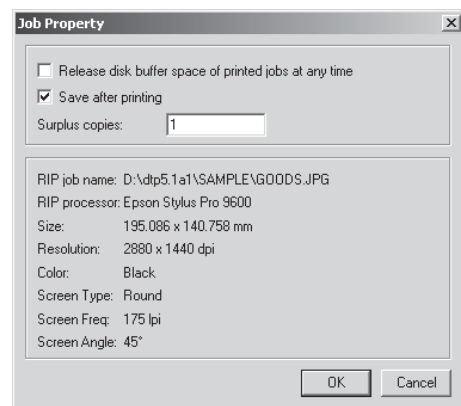 Job Property
Release disk buffer space of printed jobs at any time
Save after printing
Surplus copies: 1
RIP job name: D:\dtp5.1a1\SAMPLE\GOODS.JPG
RIP processor: Epson Stylus Pro 9600
Size: 195.086 x 140.758 mm
Resolution: 2880 x 1440 dpi
Color: Black
Screen Type: Round
Screen Freq: 175 lpi
Screen Angle: 45°
OK Cancel